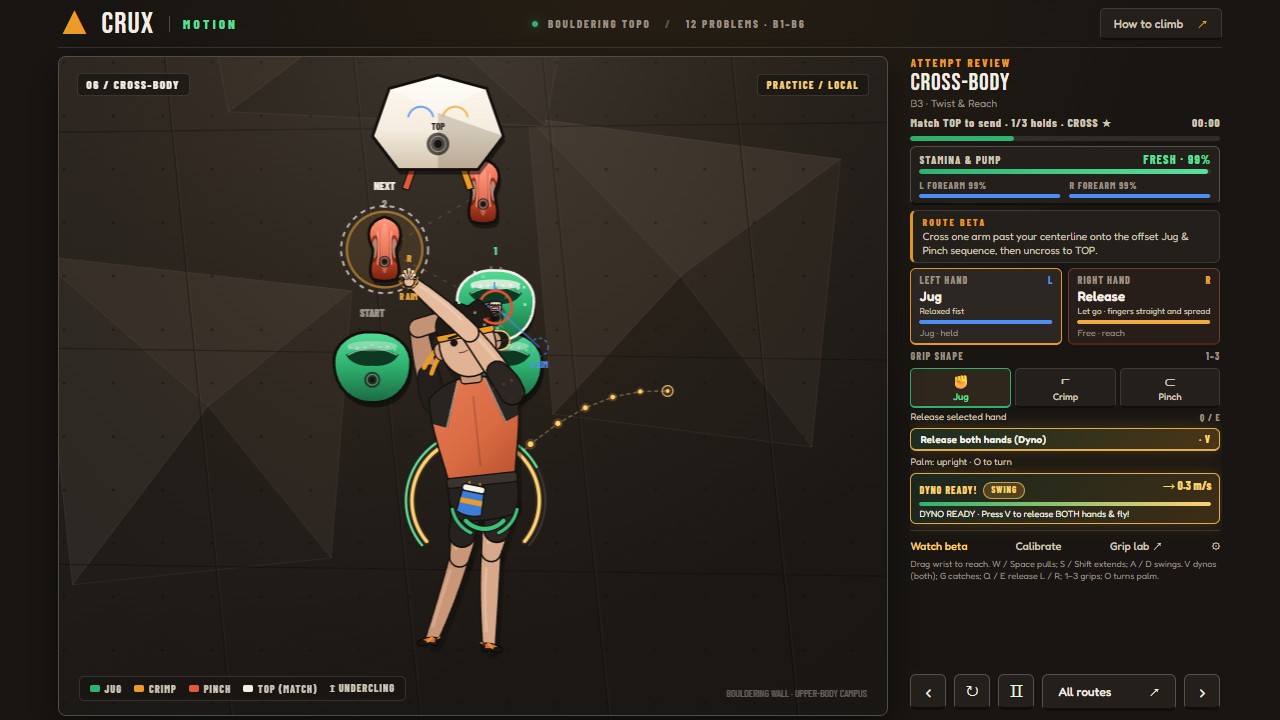 CRUX MOTION
BOULDERING TOPO / 12 PROBLEMS · B1-B6
How to climb ↗
06 / CROSS-BODY
PRACTICE / LOCAL
TOP
NEXT
2
R
R ARM
1
START
JUG CRIMP PINCH TOP (MATCH) UNDERCLING
BOULDERING WALL · UPPER-BODY CAMPUS
ATTEMPT REVIEW
CROSS-BODY
B3 · Twist & Reach
Match TOP to send · 1/3 holds · CROSS ★ 00:00
STAMINA & PUMP FRESH · 99%
L FOREARM 99% R FOREARM 99%
ROUTE BETA
Cross one arm past your centerline onto the offset Jug &
Pinch sequence, then uncross to TOP.
LEFT HAND L
Jug
Relaxed fist
Jug · held
RIGHT HAND R
Release
Let go · fingers straight and spread
Free · reach
GRIP SHAPE 1-3
Jug
Crimp
Pinch
Release selected hand Q / E
Release both hands (Dyno) · V
Palm: upright · O to turn
DYNO READY! SWING → 0.3 m/s
DYNO READY · Press V to release BOTH hands & fly!
Watch beta Calibrate Grip lab ↗
Drag wrist to reach. W / Space pulls; S / Shift extends; A / D swings. V dynos
(both); G catches; Q / E release L / R; 1-3 grips; O turns palm.
‹ ↻ All routes ↗ ›